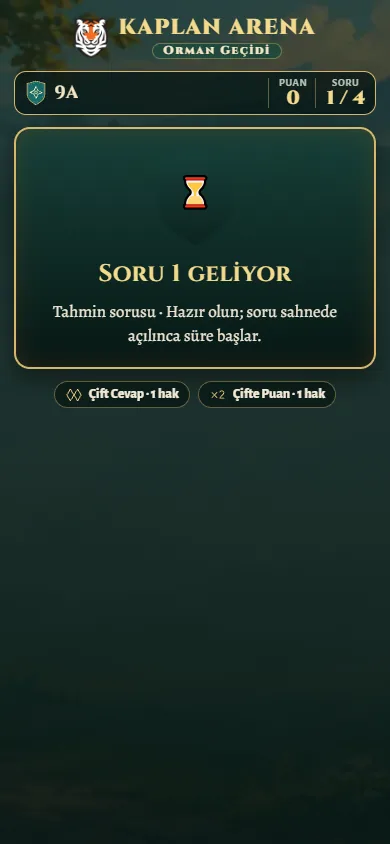 KAPLAN ARENA
Orman Geçidi
9A
PUAN
0
SORU
1 / 4
Soru 1 geliyor
Tahmin sorusu · Hazır olun; soru sahnede
açılınca süre başlar.
Çift Cevap · 1 hak
×2 Çifte Puan · 1 hak